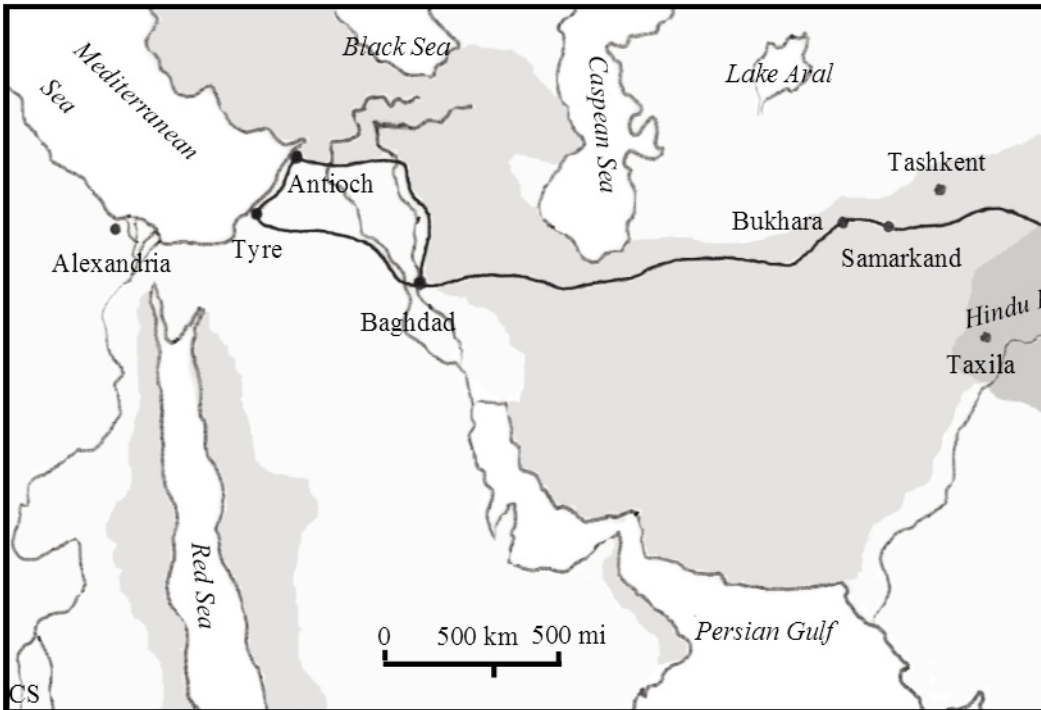 Black Sea
Mediterranean
Sea
Caspean Sea
Lake Aral
Tashkent
Antioch
Bukhara
Tyre
Samarkand
Alexandria
Baghdad
Hindu
Taxila
Red Sea
0 500 km 500 mi
Persian Gulf
CS